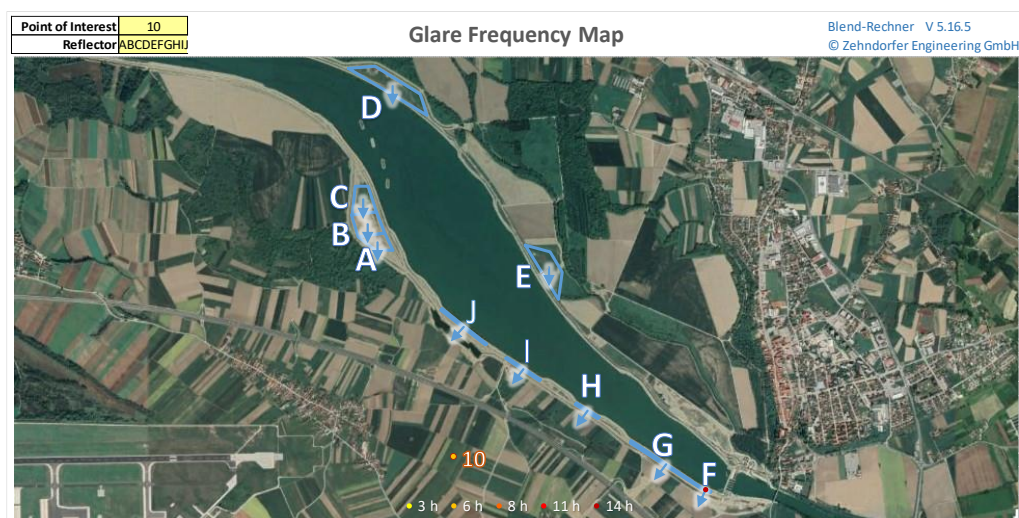 Point of Interest 10
Reflector ABCDEFGHIJ
Glare Frequency Map
Blend-Rechner V 5.16.5
© Zehndorfer Engineering GmbH
D
C
B
A
E
J
I
H
G
F
10
3 h 6 h 8 h 11 h 14 h